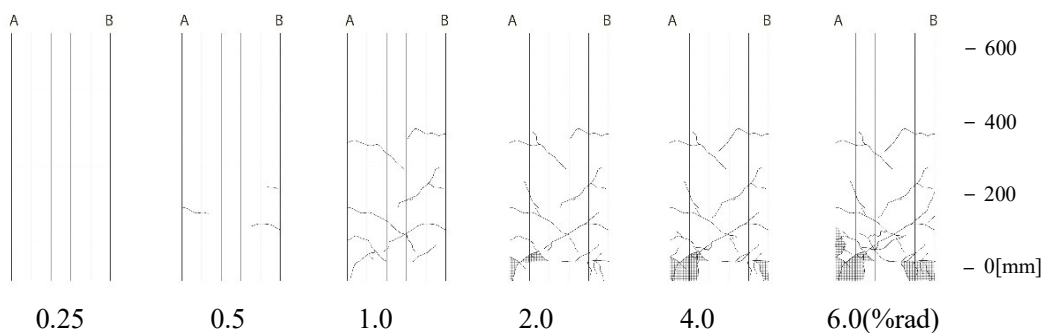 A B A B A B A B A B A B
– 600
– 400
– 200
– 0[mm]
0.25 0.5 1.0 2.0 4.0 6.0(%rad)